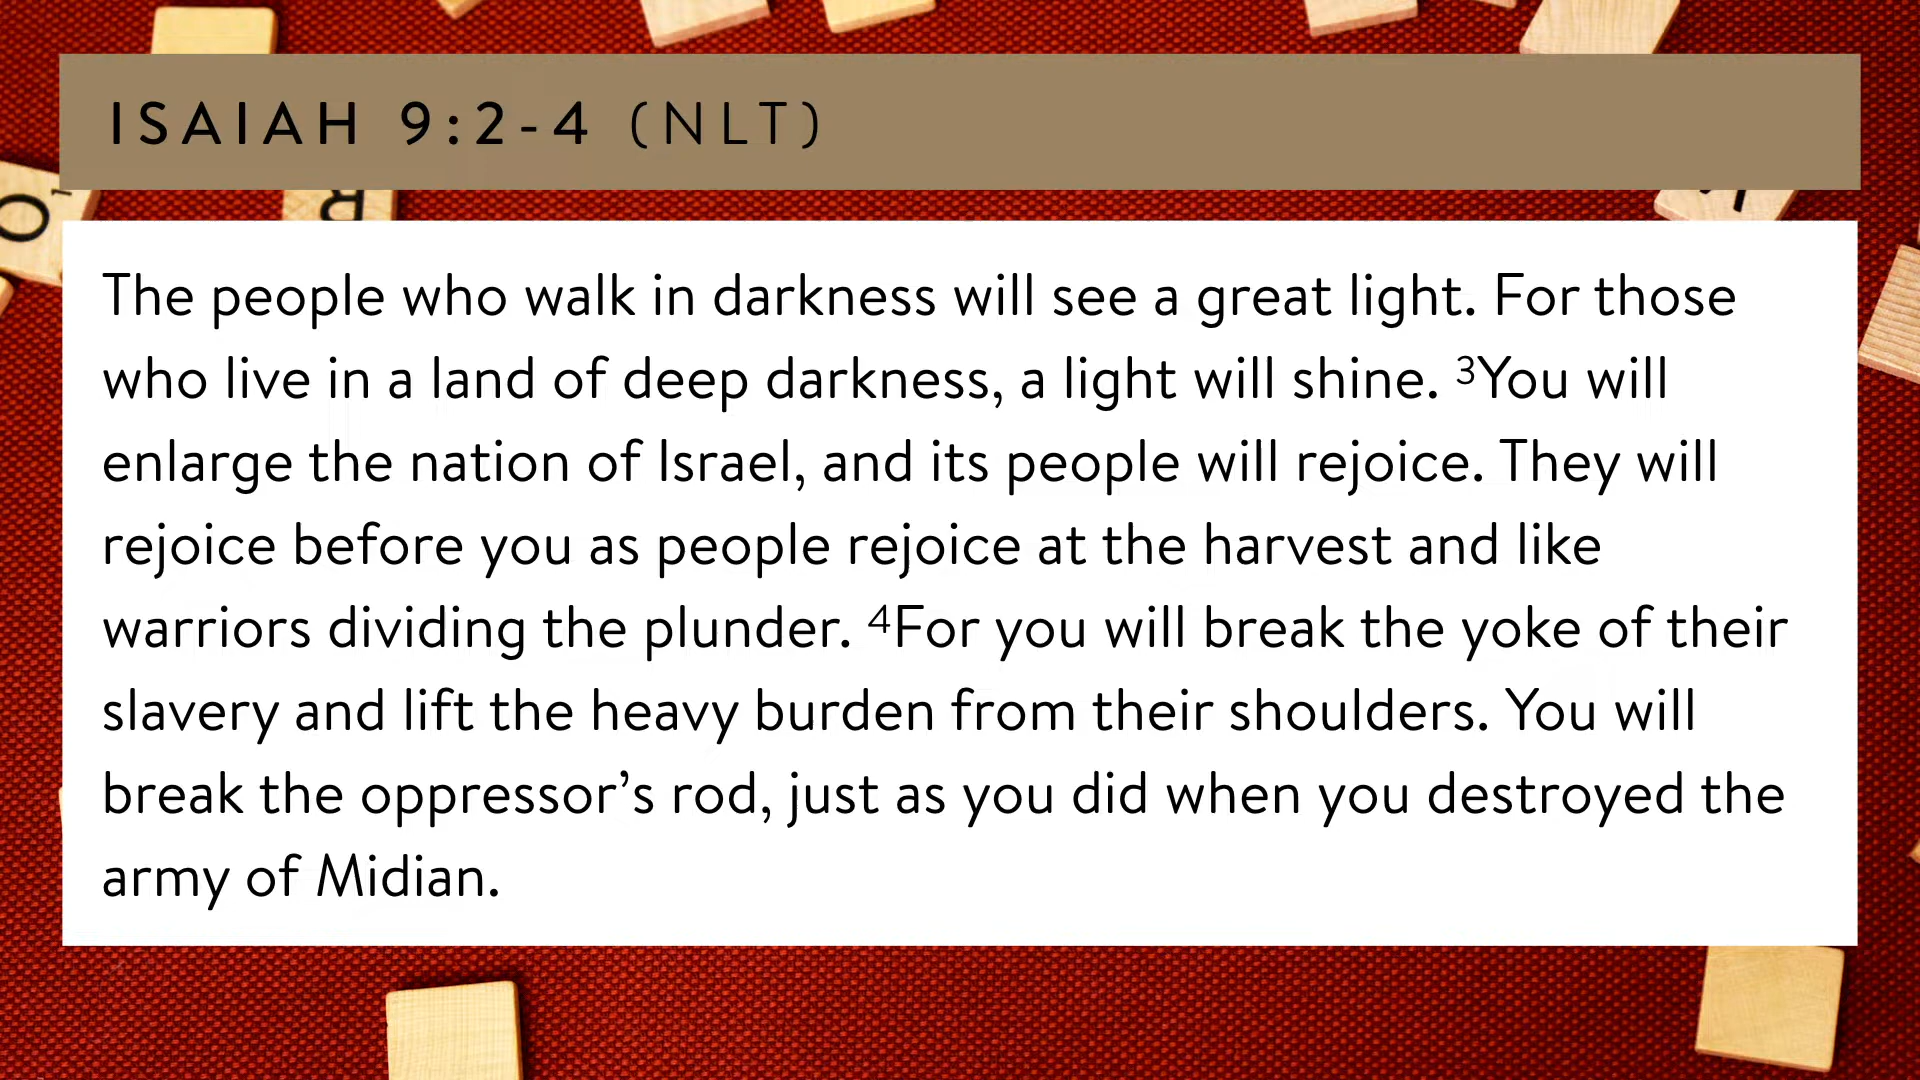 ISAIAH 9:2-4 (NLT)
O
R
The people who walk in darkness will see a great light. For those
who live in a land of deep darkness, a light will shine. ³You will
enlarge the nation of Israel, and its people will rejoice. They will
rejoice before you as people rejoice at the harvest and like
warriors dividing the plunder. ⁴For you will break the yoke of their
slavery and lift the heavy burden from their shoulders. You will
break the oppressor’s rod, just as you did when you destroyed the
army of Midian.